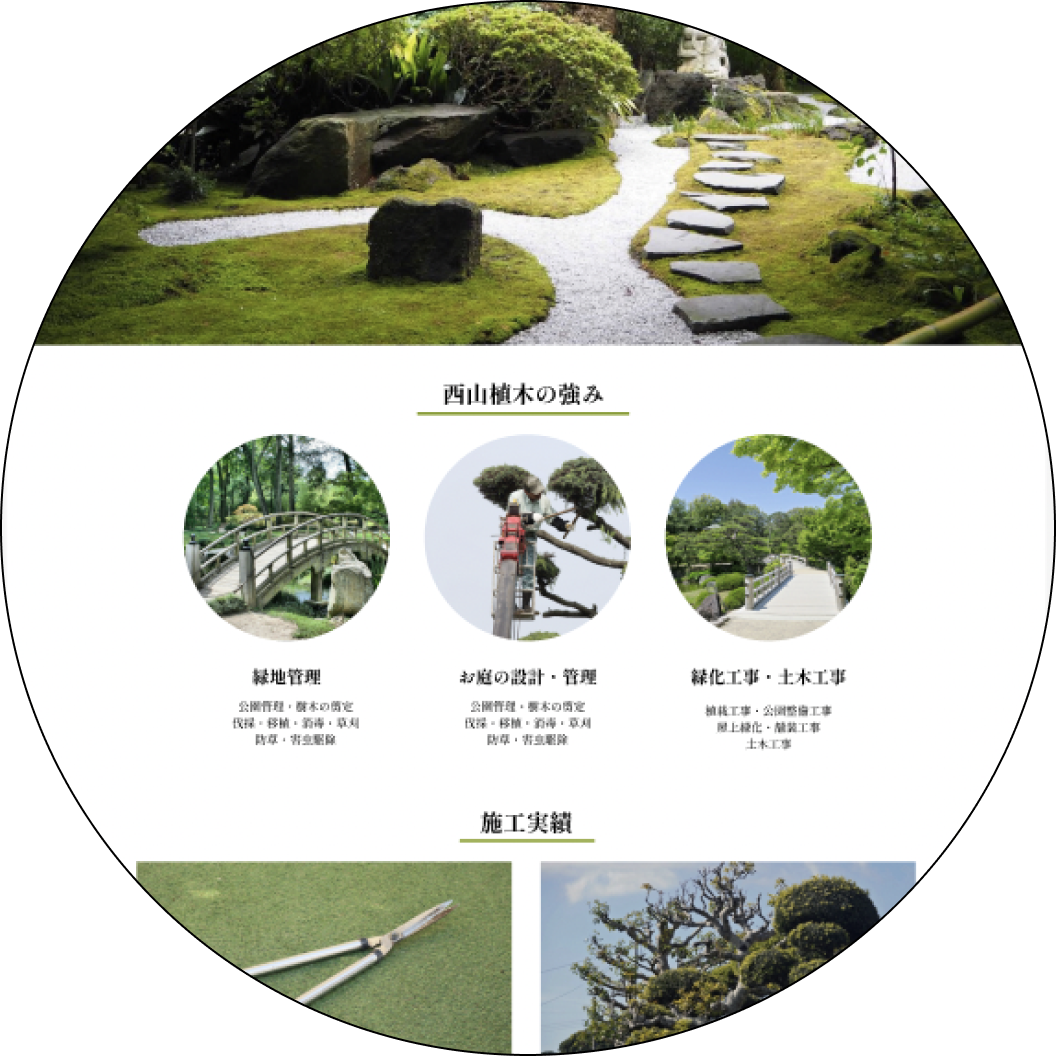 西山植木の強み
緑地管理
公園管理・樹木の剪定
伐採・移植・消毒・草刈
防草・害虫駆除
お庭の設計・管理
公園管理・樹木の剪定
伐採・移植・消毒・草刈
防草・害虫駆除
緑化工事・土木工事
植栽工事・公園整備工事
屋上緑化・舗装工事
土木工事
施工実績